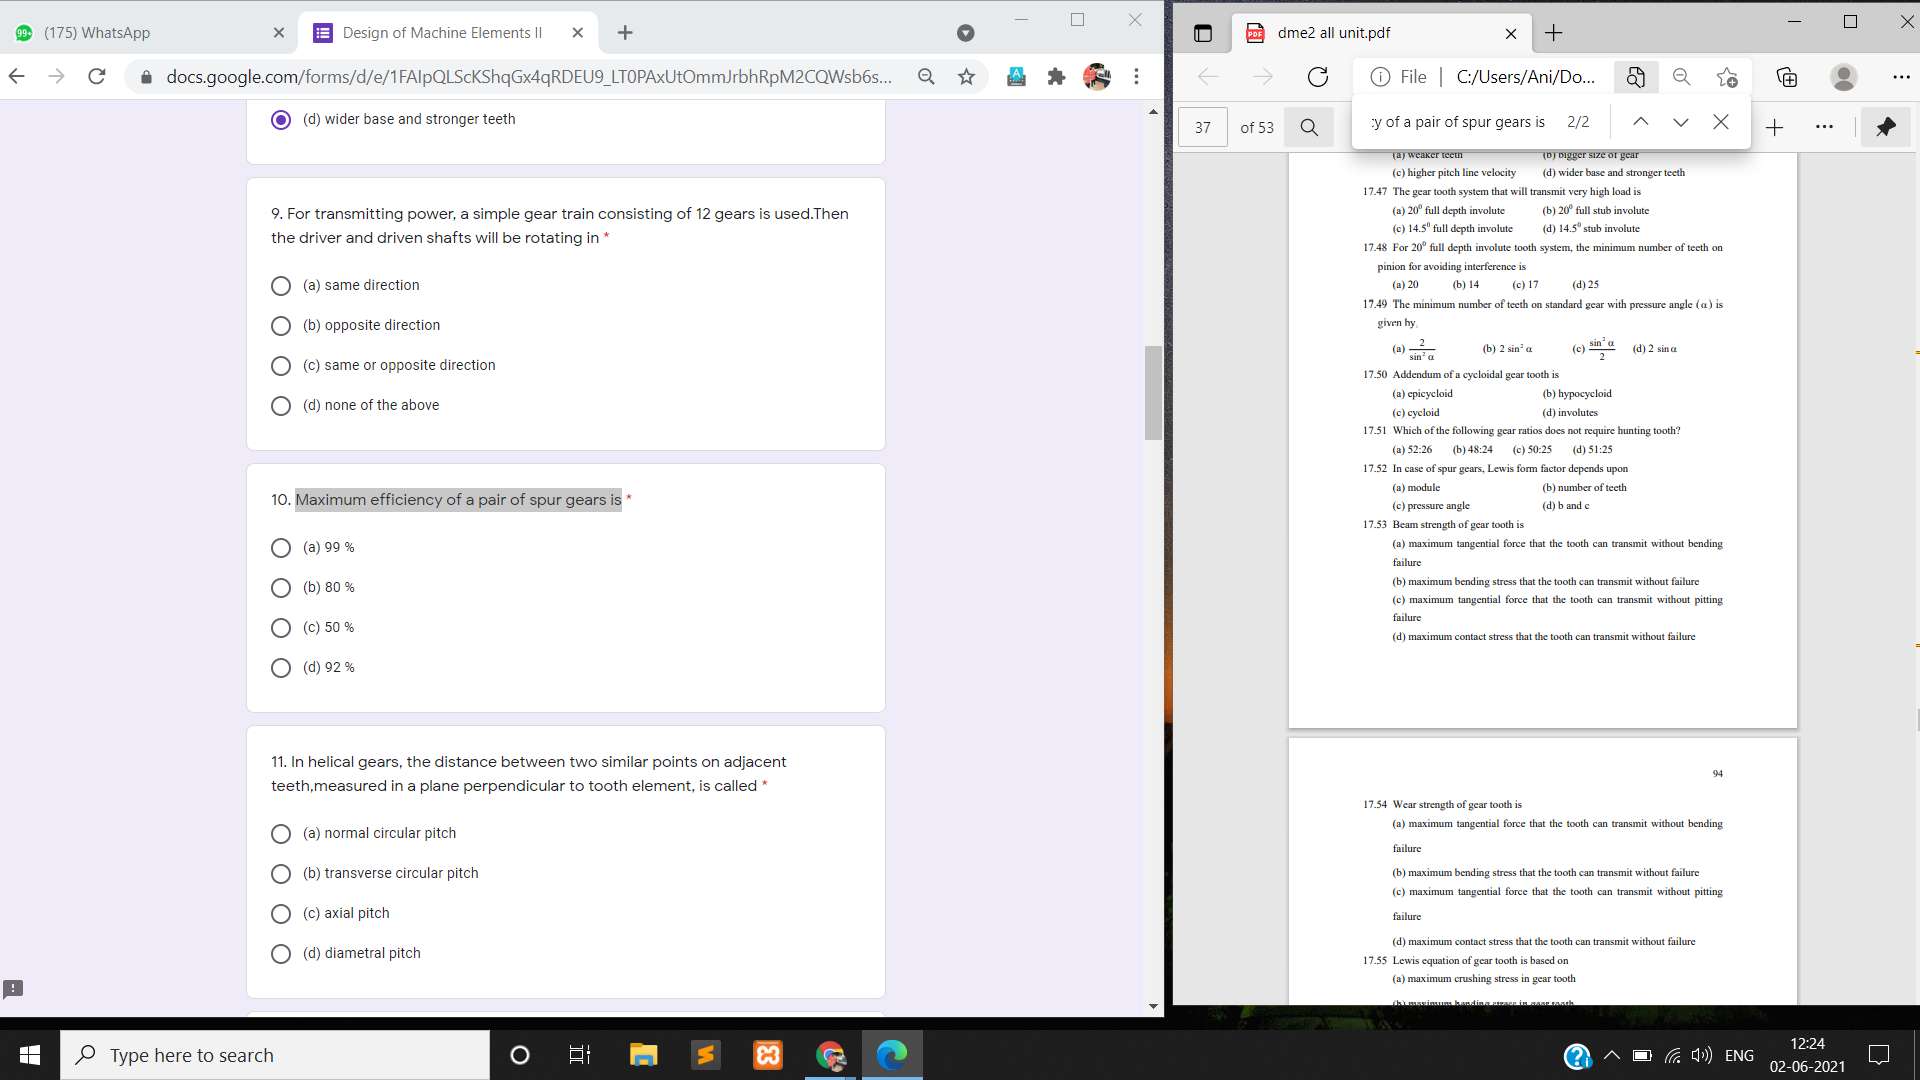 (175) WhatsApp
Design of Machine Elements II
docs.google.com/forms/d/e/1FAIpQLScKShqGx4qRDEU9_LT0PAxUtOmmJrbhRpM2CQWsb6s...
(d) wider base and stronger teeth
9. For transmitting power, a simple gear train consisting of 12 gears is used.Then
the driver and driven shafts will be rotating in *
(a) same direction
(b) opposite direction
(c) same or opposite direction
(d) none of the above
10. Maximum efficiency of a pair of spur gears is *
(a) 99 %
(b) 80 %
(c) 50 %
(d) 92 %
11. In helical gears, the distance between two similar points on adjacent
teeth,measured in a plane perpendicular to tooth element, is called *
(a) normal circular pitch
(b) transverse circular pitch
(c) axial pitch
(d) diametral pitch
dme2 all unit.pdf
File | C:/Users/Ani/Do...
37 of 53
of a pair of spur gears is 2/2
(a) weaker teeth (b) bigger size of gear
(c) higher pitch line velocity (d) wider base and stronger teeth
17.47 The gear tooth system that will transmit very high load is
(a) 20⁰ full depth involute (b) 20⁰ full stub involute
(c) 14.5⁰ full depth involute (d) 14.5⁰ stub involute
17.48 For 20⁰ full depth involute tooth system, the minimum number of teeth on
pinion for avoiding interference is
(a) 20 (b) 14 (c) 17 (d) 25
17.49 The minimum number of teeth on standard gear with pressure angle (α) is
given by,
(a) 2/sin² α (b) 2 sin² α (c) sin² α/2 (d) 2 sin α
17.50 Addendum of a cycloidal gear tooth is
(a) epicycloid (b) hypocycloid
(c) cycloid (d) involutes
17.51 Which of the following gear ratios does not require hunting tooth?
(a) 52:26 (b) 48:24 (c) 50:25 (d) 51:25
17.52 In case of spur gears, Lewis form factor depends upon
(a) module (b) number of teeth
(c) pressure angle (d) b and c
17.53 Beam strength of gear tooth is
(a) maximum tangential force that the tooth can transmit without bending
failure
(b) maximum bending stress that the tooth can transmit without failure
(c) maximum tangential force that the tooth can transmit without pitting
failure
(d) maximum contact stress that the tooth can transmit without failure
94
17.54 Wear strength of gear tooth is
(a) maximum tangential force that the tooth can transmit without bending
failure
(b) maximum bending stress that the tooth can transmit without failure
(c) maximum tangential force that the tooth can transmit without pitting
failure
(d) maximum contact stress that the tooth can transmit without failure
17.55 Lewis equation of gear tooth is based on
(a) maximum crushing stress in gear tooth
(b) maximum bending stress in gear tooth
Type here to search
ENG
12:24
02-06-2021